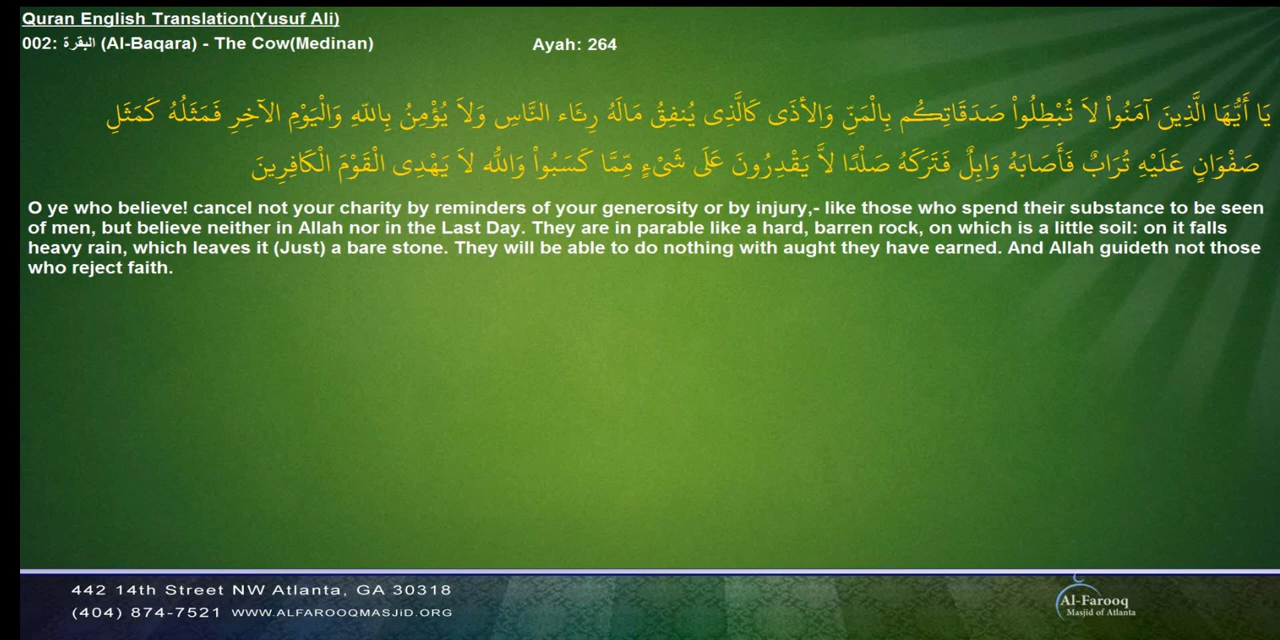 Quran English Translation(Yusuf Ali)
002: البقرة (Al-Baqara) - The Cow(Medinan) Ayah: 264
يَا أَيُّهَا الَّذِينَ آمَنُواْ لاَ تُبْطِلُواْ صَدَقَاتِكُم بِالْمَنِّ وَالأذَى كَالَّذِى يُنفِقُ مَالَهُ رِئَاء النَّاسِ وَلاَ يُؤْمِنُ بِاللّهِ وَالْيَوْمِ الآخِرِ فَمَثَلُهُ كَمَثَلِ
صَفْوَانٍ عَلَيْهِ تُرَابٌ فَأَصَابَهُ وَابِلٌ فَتَرَكَهُ صَلْدًا لاَّ يَقْدِرُونَ عَلَى شَىْءٍ مِّمَّا كَسَبُواْ وَاللّه لاَ يَهْدِى الْقَوْمَ الْكَافِرِينَ
O ye who believe! cancel not your charity by reminders of your generosity or by injury,- like those who spend their substance to be seen
of men, but believe neither in Allah nor in the Last Day. They are in parable like a hard, barren rock, on which is a little soil: on it falls
heavy rain, which leaves it (Just) a bare stone. They will be able to do nothing with aught they have earned. And Allah guideth not those
who reject faith.
442 14th Street NW Atlanta, GA 30318
(404) 874-7521 WWW.ALFAROOQMASJiD.ORG
Al-Farooq
Masjid of Atlanta